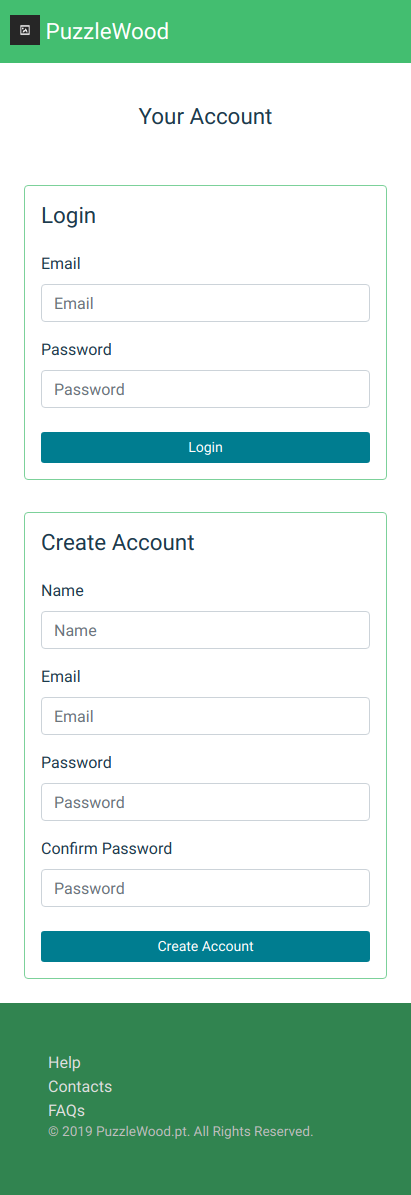 PuzzleWood
Your Account
Login
Email
Email
Password
Password
Login
Create Account
Name
Name
Email
Email
Password
Password
Confirm Password
Password
Create Account
Help
Contacts
FAQs
© 2019 PuzzleWood.pt. All Rights Reserved.